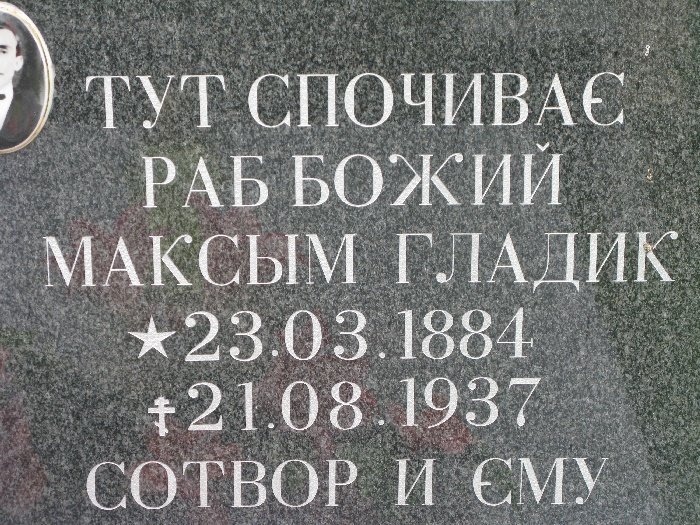 ТУТ СПОЧИВАЄ
РАБ БОЖИЙ
МАКСЫМ ГЛАДИК
★23.03.1884
☦21.08.1937
СОТВОР И ЄМУ